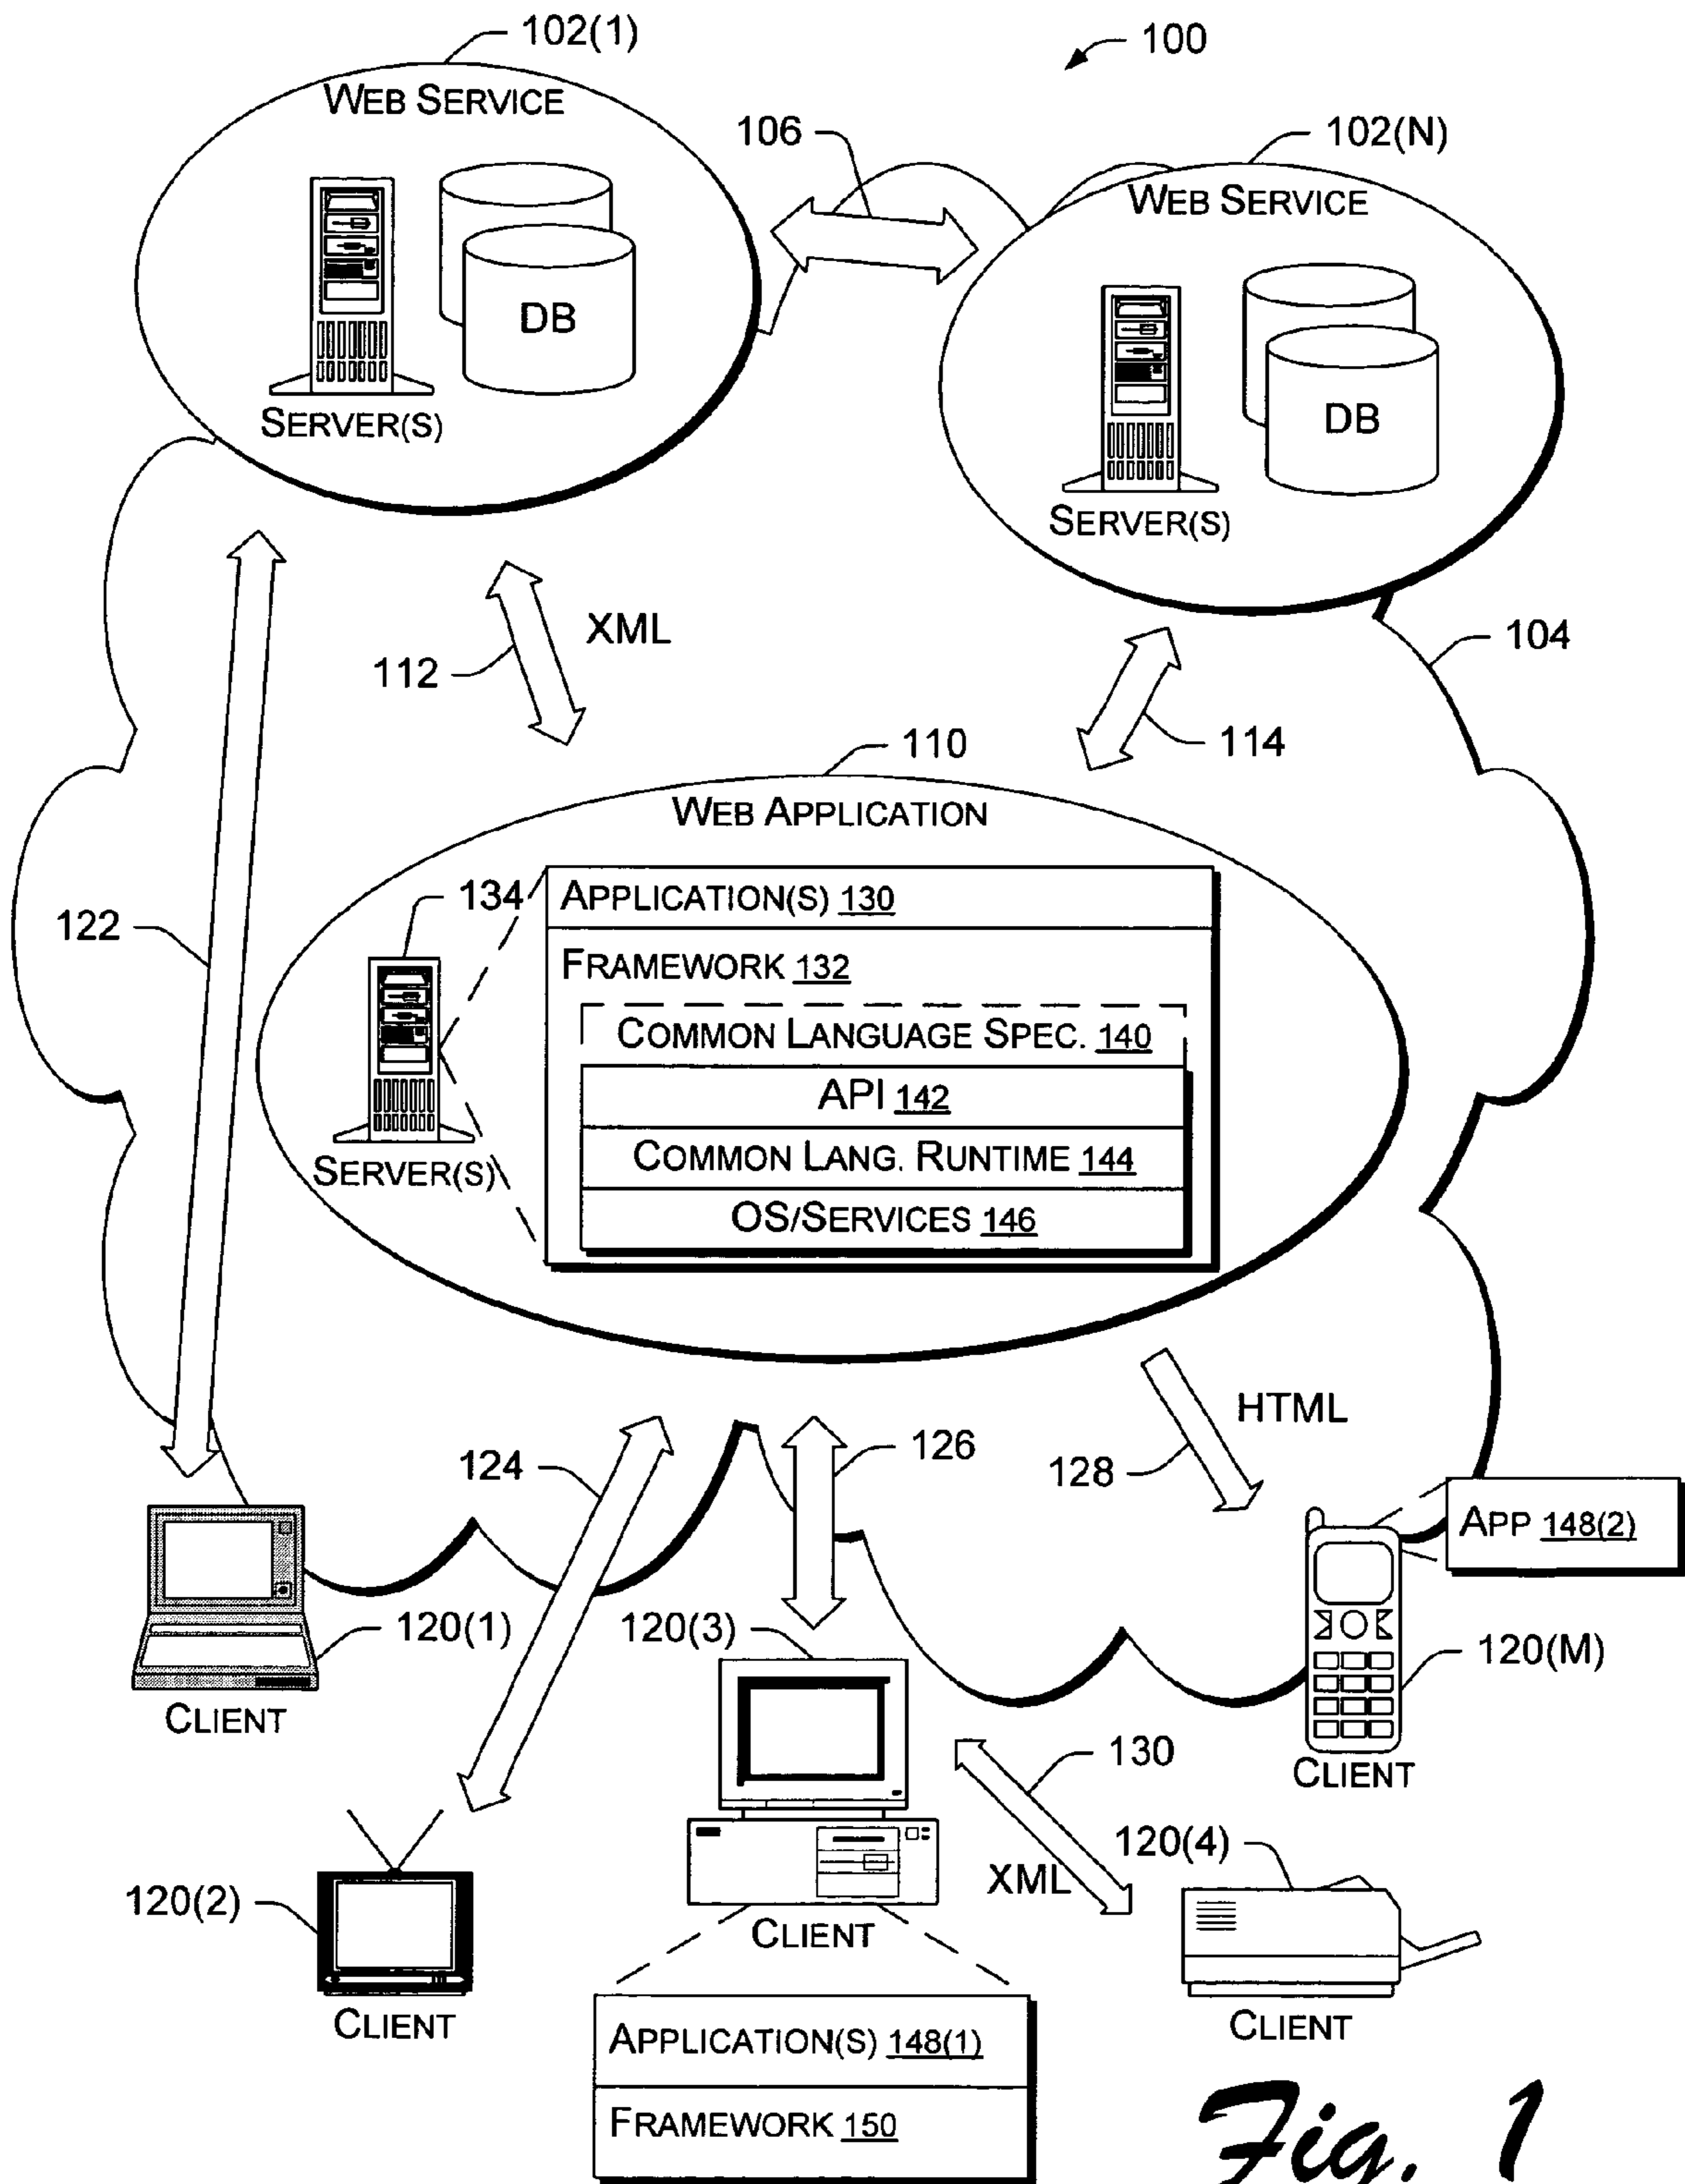 102(1)
100
WEB SERVICE
106
102(N)
WEB SERVICE
DB
SERVER(S)
DB
SERVER(S)
XML
112
104
114
110
WEB APPLICATION
134
APPLICATION(S) 130
122
FRAMEWORK 132
COMMON LANGUAGE SPEC. 140
API 142
COMMON LANG. RUNTIME 144
SERVER(S)
OS/SERVICES 146
HTML
124
126
128
APP 148(2)
120(1)
120(3)
120(M)
CLIENT
130
CLIENT
120(4)
XML
120(2)
CLIENT
CLIENT
CLIENT
APPLICATION(S) 148(1)
FRAMEWORK 150
Fig. 1